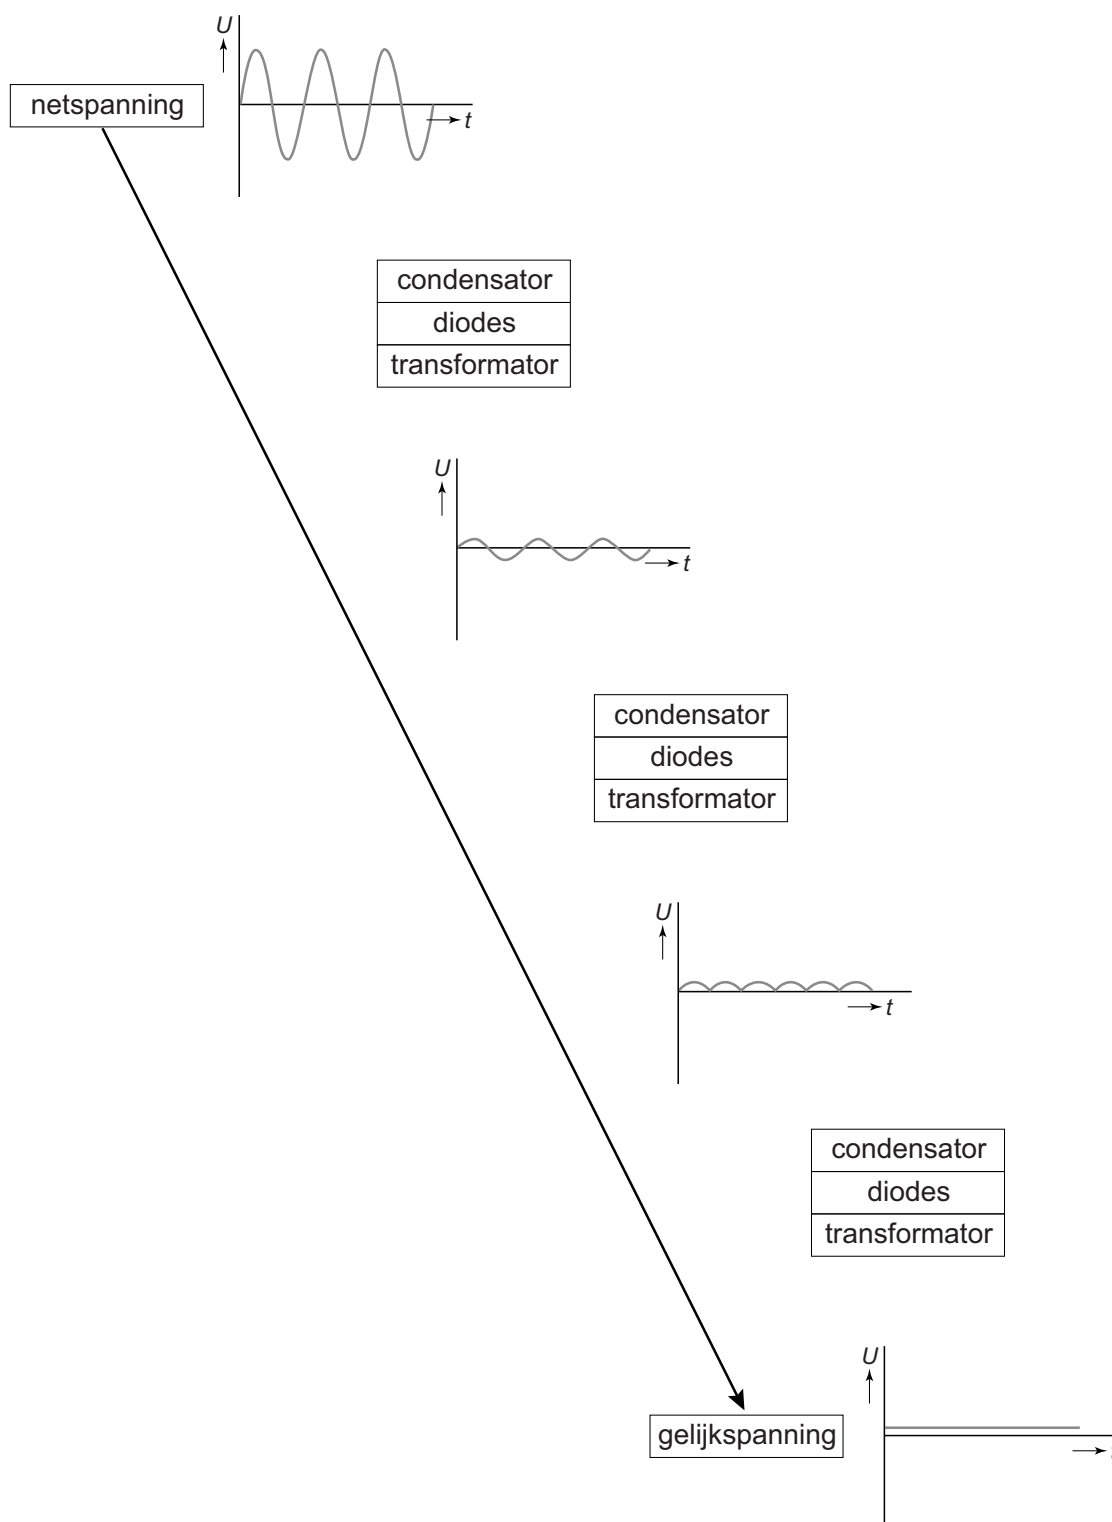 U
netspanning
t
condensator
diodes
transformator
U
t
condensator
diodes
transformator
U
t
condensator
diodes
transformator
U
gelijkspanning